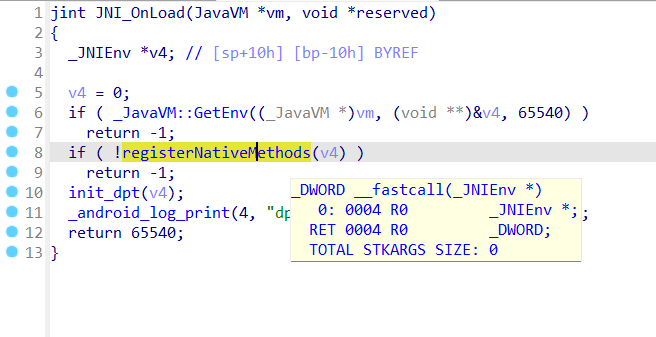 1 jint JNI_OnLoad(JavaVM *vm, void *reserved)
2 {
3 _JNIEnv *v4; // [sp+10h] [bp-10h] BYREF
4
5 v4 = 0;
6 if ( _JavaVM::GetEnv((_JavaVM *)vm, (void **)&v4, 65540) )
7 return -1;
8 if ( !registerNativeMethods(v4) )
9 return -1;
10 init_dpt(v4);
11 _android_log_print(4, "dp
12 return 65540;
13 }
_DWORD __fastcall(_JNIEnv *)
0: 0004 R0 _JNIEnv *;;
RET 0004 R0 _DWORD;
TOTAL STKARGS SIZE: 0